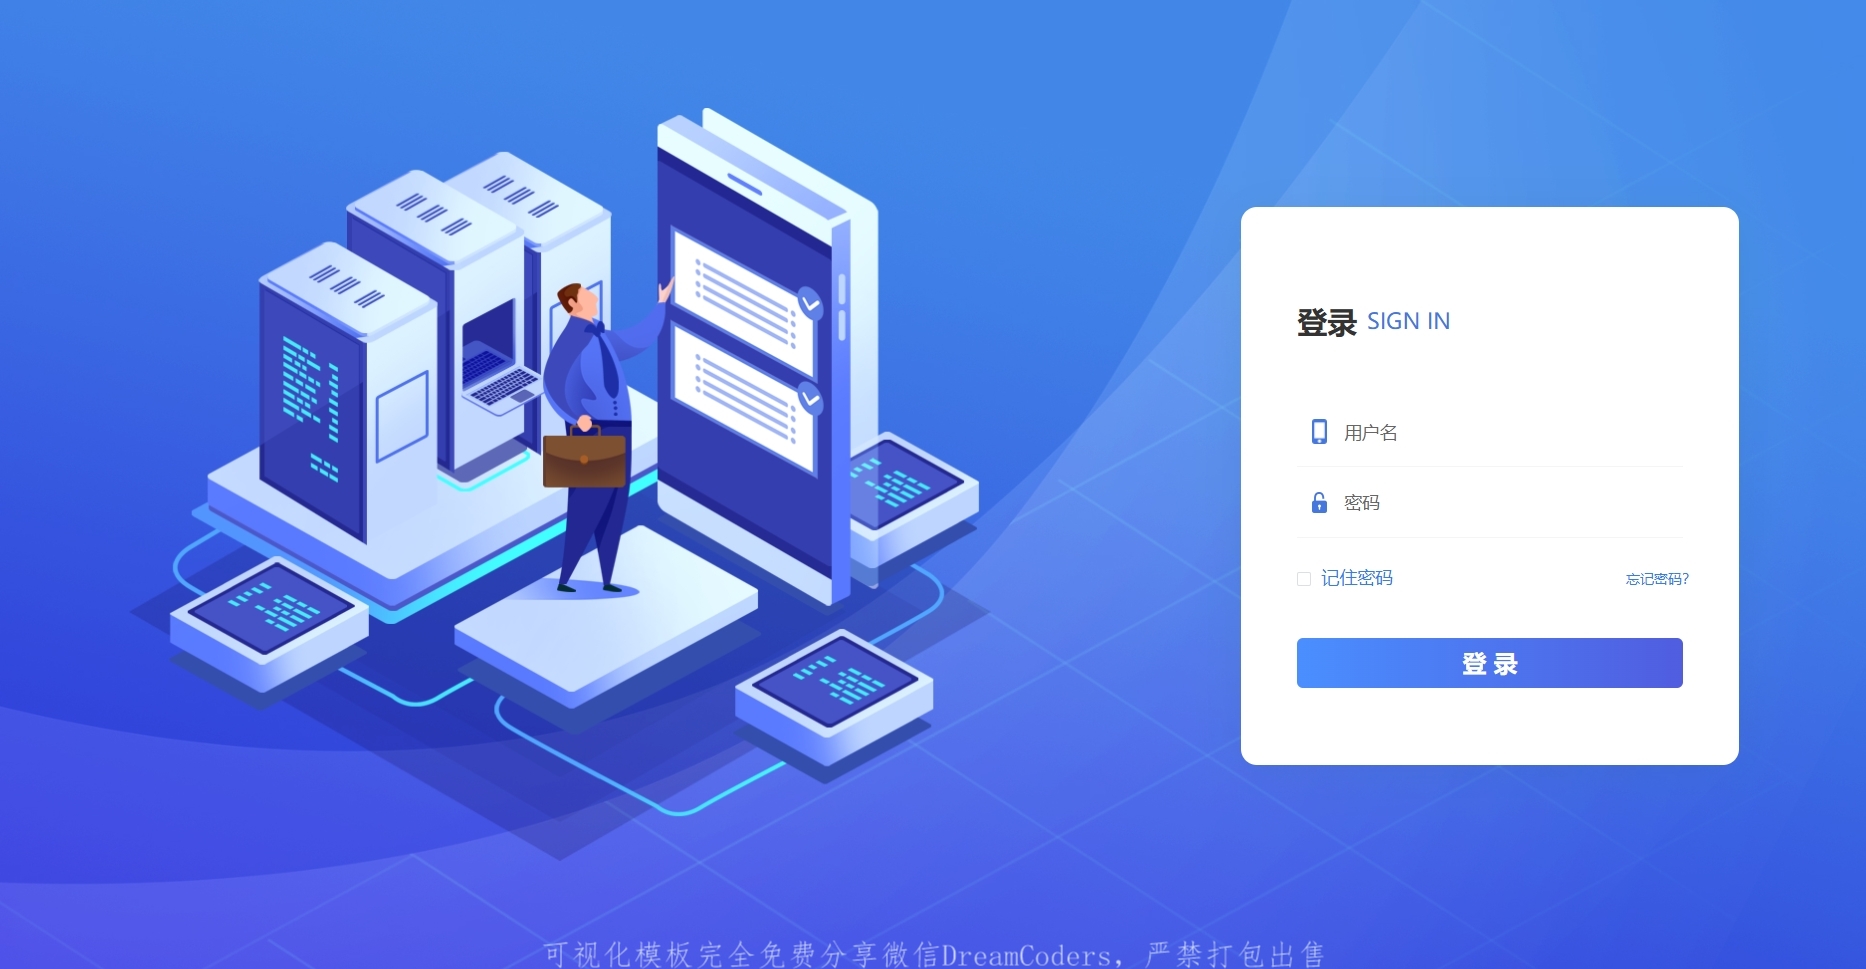 登录 SIGN IN
用户名
密码
记住密码 忘记密码?
登 录
可视化模板完全免费分享微信DreamCoders，严禁打包出售